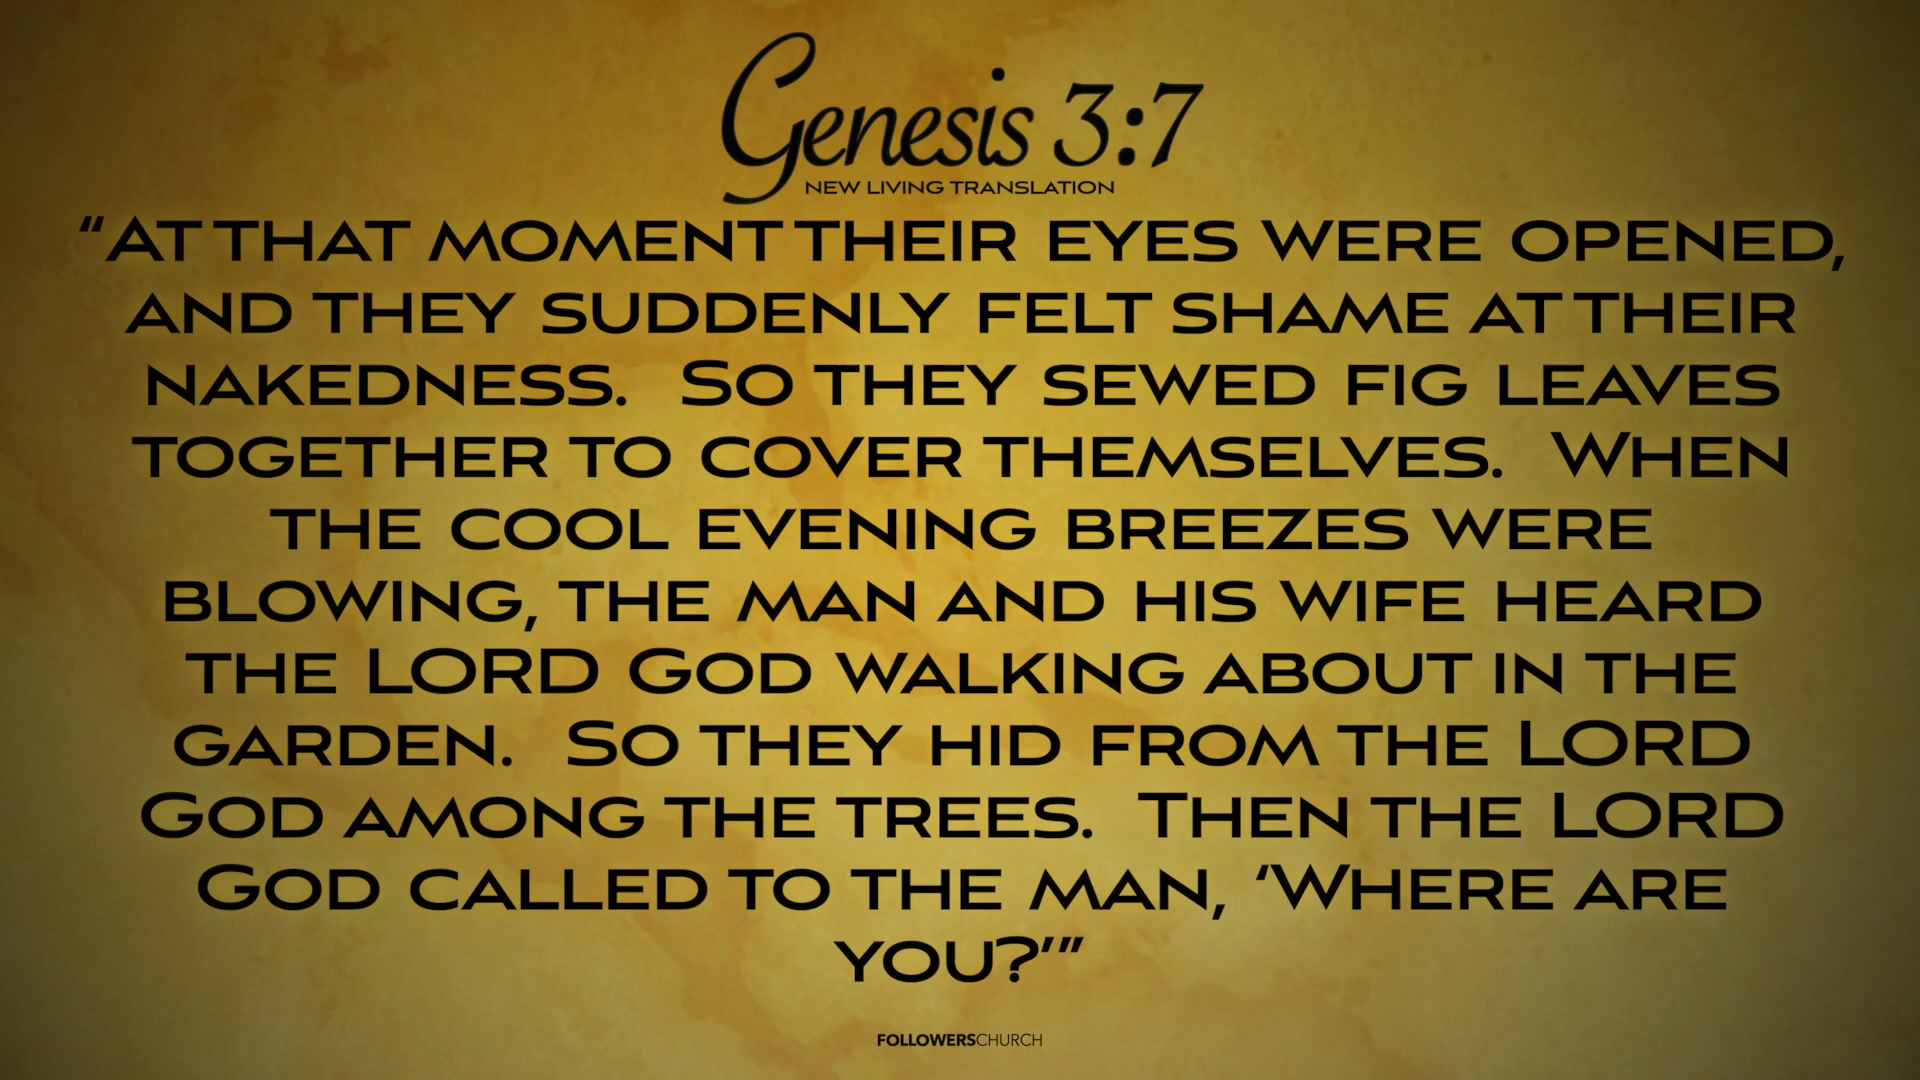 Genesis 3:7
NEW LIVING TRANSLATION
“At that moment their eyes were opened,
and they suddenly felt shame at their
nakedness.  So they sewed fig leaves
together to cover themselves.  When
the cool evening breezes were
blowing, the man and his wife heard
the LORD God walking about in the
garden.  So they hid from the LORD
God among the trees.  Then the LORD
God called to the man, ‘Where are
you?’”
FOLLOWERSCHURCH